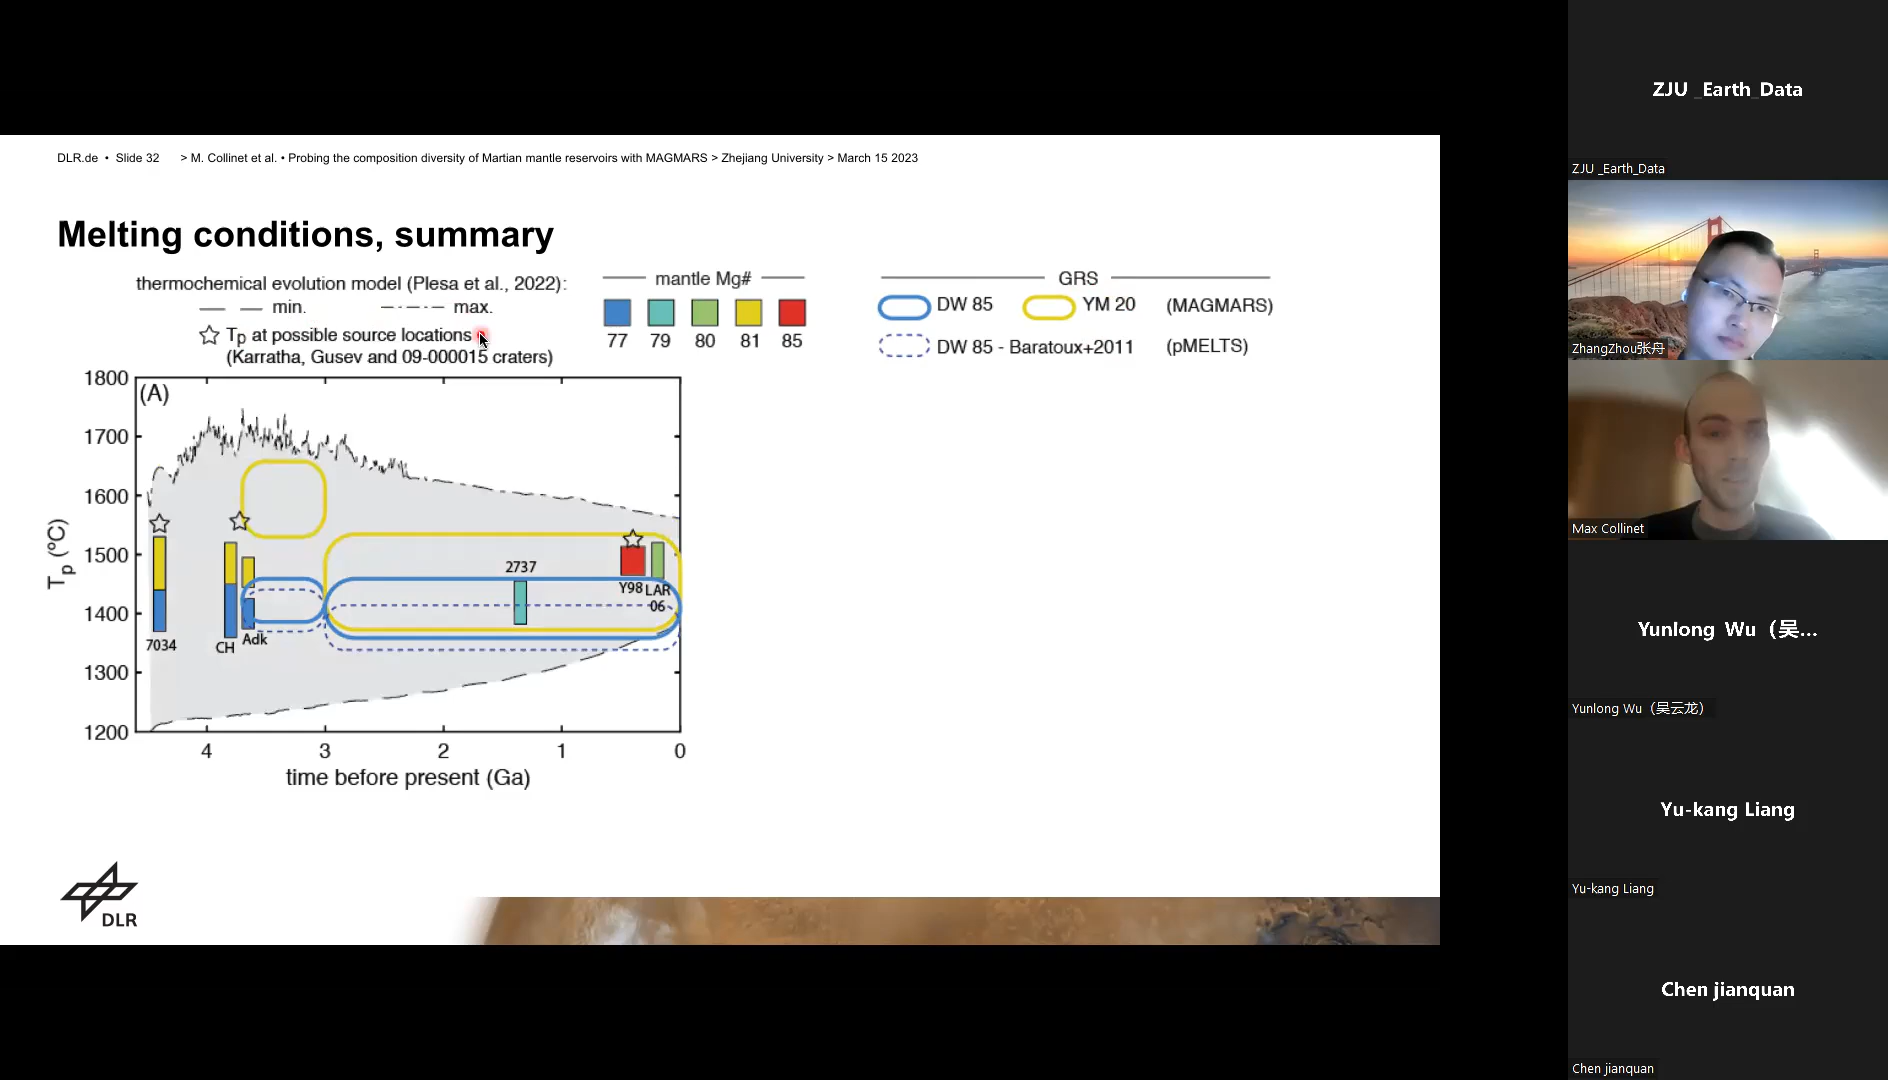 DLR.de • Slide 32 > M. Collinet et al. • Probing the composition diversity of Martian mantle reservoirs with MAGMARS > Zhejiang University > March 15 2023
Melting conditions, summary
thermochemical evolution model (Plesa et al., 2022):
min. max.
Tp at possible source locations
(Karratha, Gusev and 09-000015 craters)
mantle Mg#
77 79 80 81 85
GRS
DW 85 YM 20 (MAGMARS)
DW 85 - Baratoux+2011 (pMELTS)
(A)
1800
1700
1600
1500
1400
1300
1200
Tp (°C)
7034
CH
Adk
2737
Y98
LAR
06
4 3 2 1 0
time before present (Ga)
DLR
ZJU _Earth_Data
ZJU _Earth_Data
ZhangZhou张舟
Max Collinet
Yunlong Wu（吴...
Yunlong Wu（吴云龙）
Yu-kang Liang
Yu-kang Liang
Chen jianquan
Chen jianquan